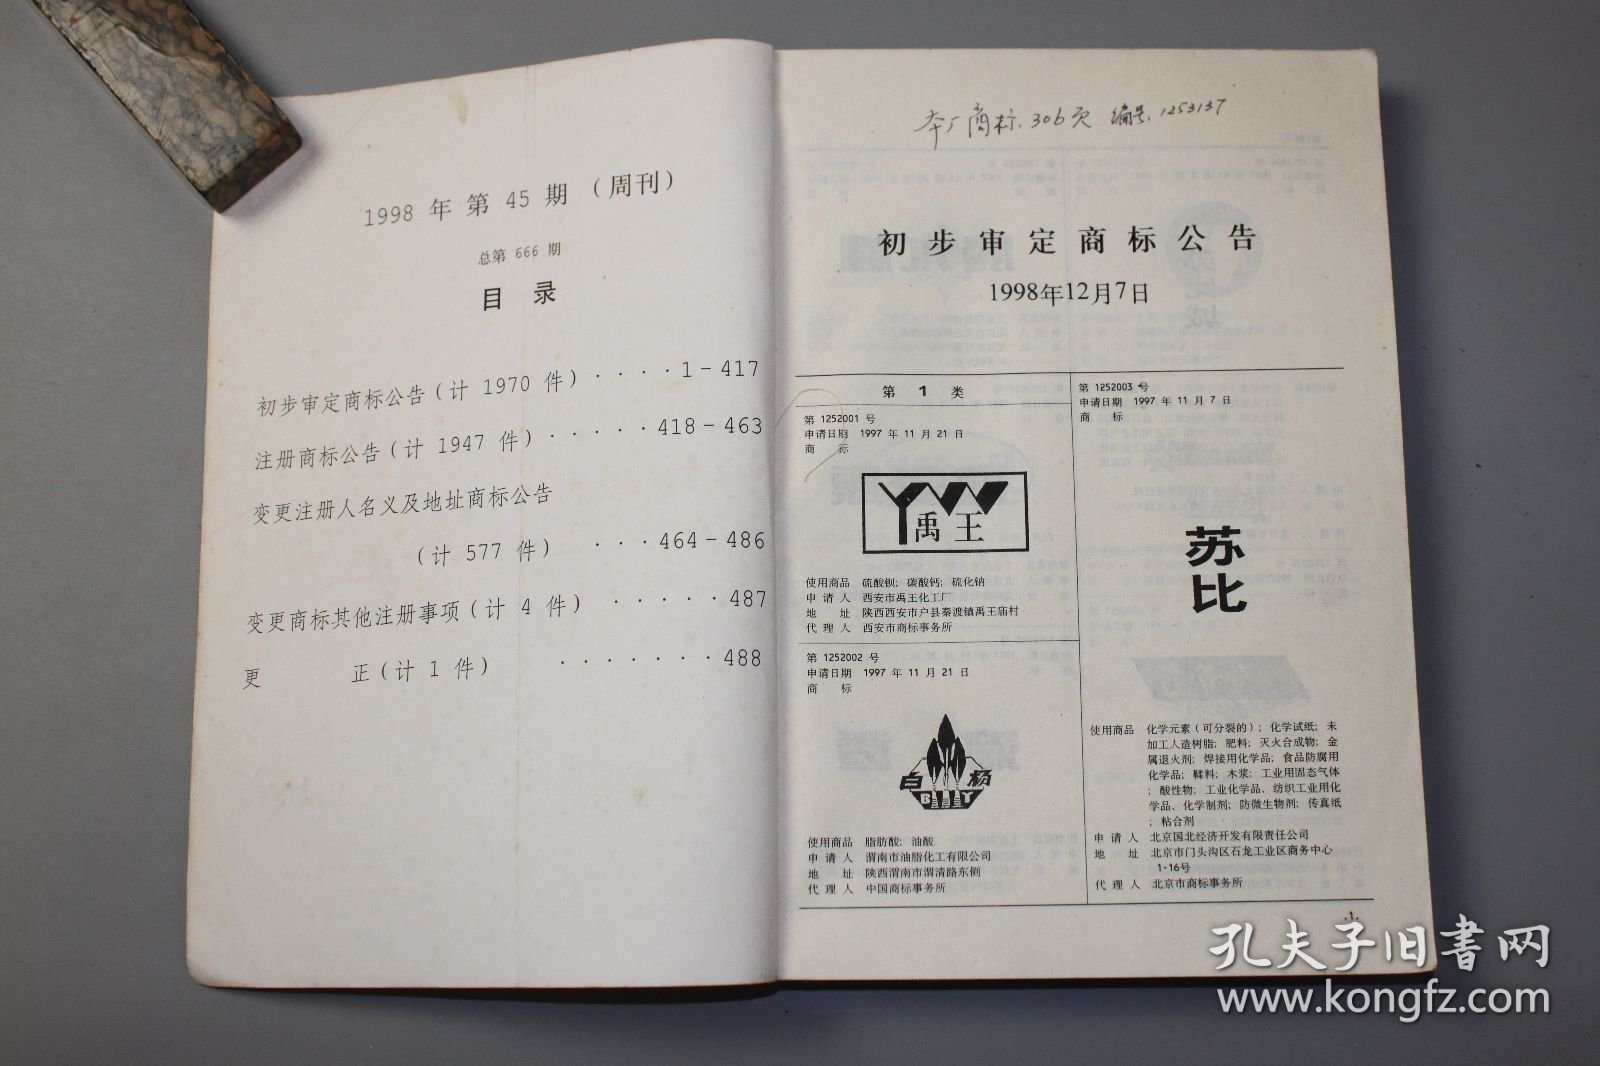 1998 年 第 45 期 (周刊)
总第 666 期
目 录
初步审定商标公告(计 1970 件) ････1-417
注册商标公告(计 1947 件) ･････418-463
变更注册人名义及地址商标公告
(计 577 件) ･･･464-486
变更商标其他注册事项(计 4 件) ･････487
更 正(计 1 件) ･･･････488
本厂商标. 306页 编号. 1253137
初步审定商标公告
1998年12月7日
第 1 类
第 1252001 号
申请日期 1997 年 11 月 21 日
商 标
禹王
使用商品 硫酸钡; 碳酸钙; 硫化钠
申请人 西安市禹王化工厂
地 址 陕西西安市户县秦渡镇禹王庙村
代理人 西安市商标事务所
第 1252002 号
申请日期 1997 年 11 月 21 日
商 标
白杨
BY
使用商品 脂肪酸; 油酸
申请人 渭南市油脂化工有限公司
地 址 陕西渭南市渭清路东侧
代理人 中国商标事务所
第 1252003 号
申请日期 1997 年 11 月 7 日
商 标
苏
比
使用商品 化学元素(可分裂的); 化学试纸; 未
加工人造树脂; 肥料; 灭火合成物; 金
属退火剂; 焊接用化学品; 食品防腐用
化学品; 鞣料; 木浆; 工业用固态气体
; 酸性物; 工业化学品、纺织工业用化
学品、化学制剂; 防微生物剂; 传真纸
; 粘合剂
申请人 北京国北经济开发有限责任公司
地 址 北京市门头沟区石龙工业区商务中心
1-16号
代理人 北京市商标事务所
·1·
孔夫子旧书网
www.kongfz.com